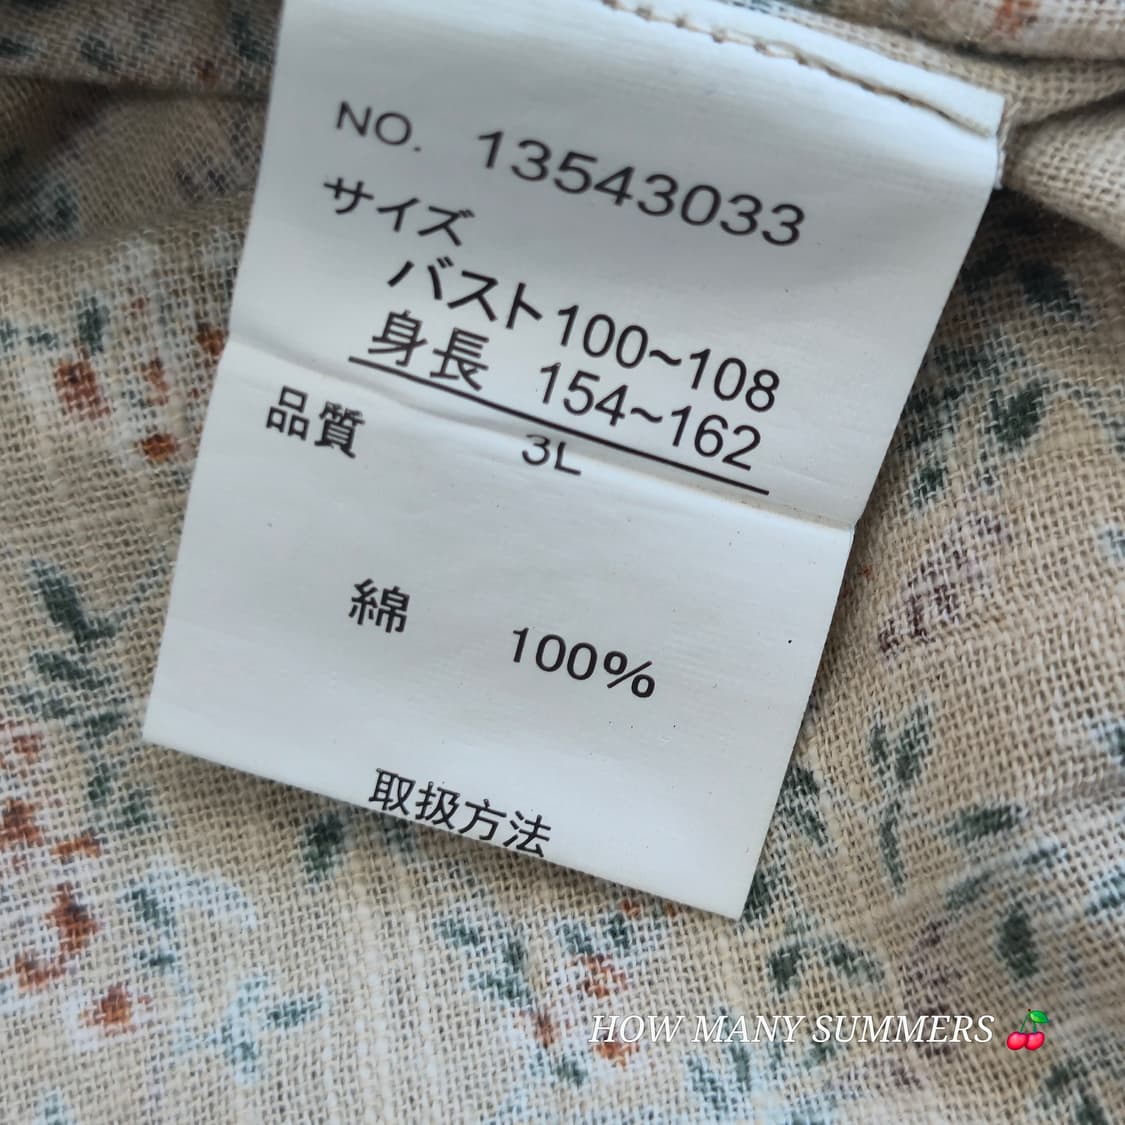 NO. 13543033
サイズ
バスト100~108
身長 154~162
3L
品質
綿 100%
取扱方法
HOW MANY SUMMERS 🍒